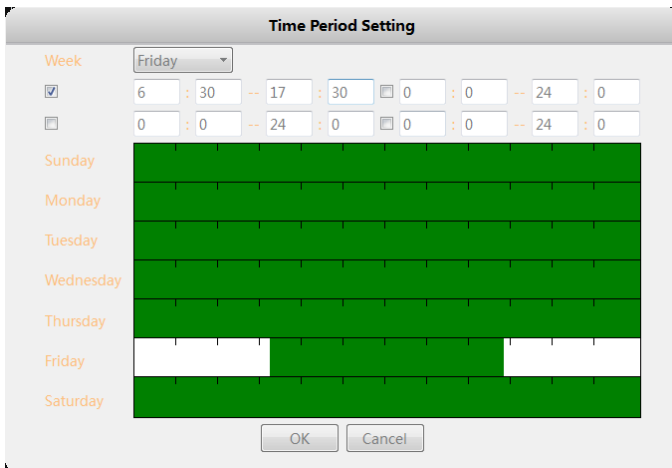 Time Period Setting
Week Friday
6 : 30 -- 17 : 30 0 : 0 -- 24 : 0
0 : 0 -- 24 : 0 0 : 0 -- 24 : 0
Sunday
Monday
Tuesday
Wednesday
Thursday
Friday
Saturday
OK Cancel